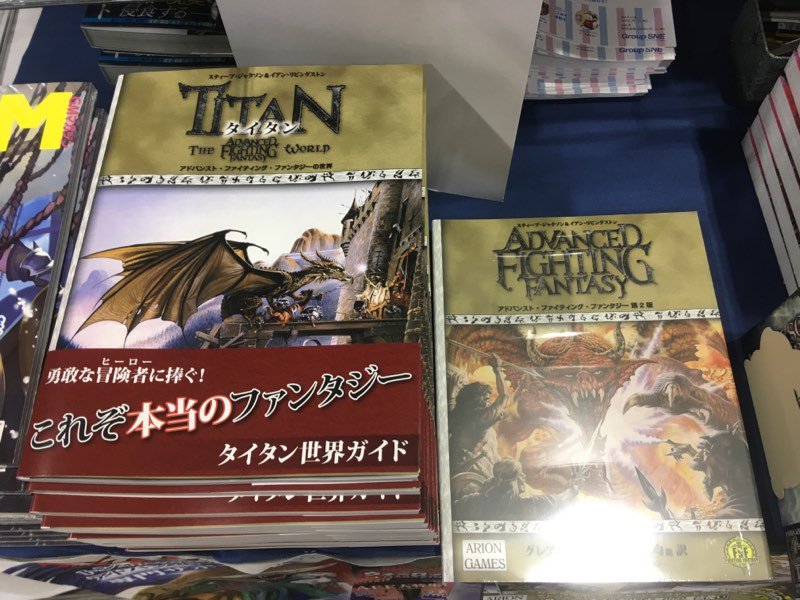 スティーブ・ジャクソン&イアン・リビングストン
TITAN
タイタン
THE ADVANCED FIGHTING FANTASY WORLD
アドバンスト・ファイティング・ファンタジーの世界
ヒーロー
勇敢な冒険者に捧ぐ!
これぞ本当のファンタジー
タイタン世界ガイド
スティーブ・ジャクソン&イアン・リビングストン
ADVANCED
FIGHTING
FANTASY
アドバンスト・ファイティング・ファンタジー 第2版
ARION
GAMES
グレア
訳
Group SNE
Group SNE
M